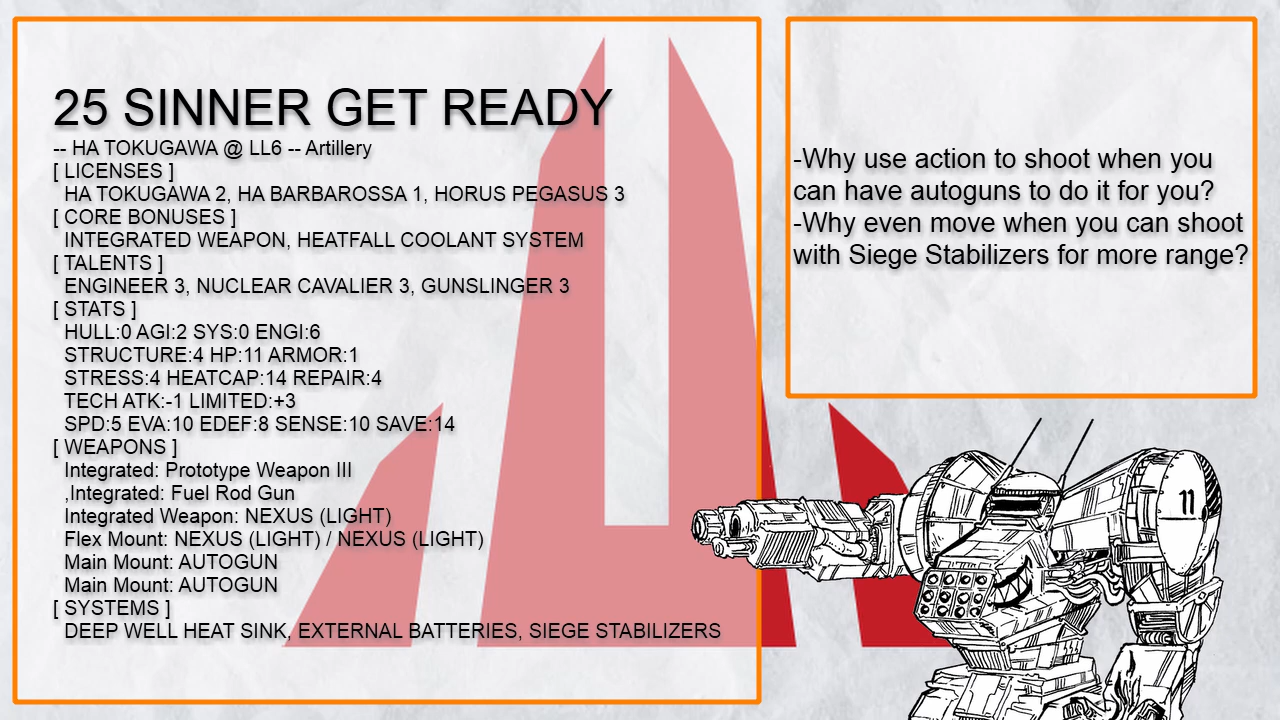 25 SINNER GET READY
-- HA TOKUGAWA @ LL6 -- Artillery
[ LICENSES ]
HA TOKUGAWA 2, HA BARBAROSSA 1, HORUS PEGASUS 3
[ CORE BONUSES ]
INTEGRATED WEAPON, HEATFALL COOLANT SYSTEM
[ TALENTS ]
ENGINEER 3, NUCLEAR CAVALIER 3, GUNSLINGER 3
[ STATS ]
HULL:0 AGI:2 SYS:0 ENGI:6
STRUCTURE:4 HP:11 ARMOR:1
STRESS:4 HEATCAP:14 REPAIR:4
TECH ATK:-1 LIMITED:+3
SPD:5 EVA:10 EDEF:8 SENSE:10 SAVE:14
[ WEAPONS ]
Integrated: Prototype Weapon III
,Integrated: Fuel Rod Gun
Integrated Weapon: NEXUS (LIGHT)
Flex Mount: NEXUS (LIGHT) / NEXUS (LIGHT)
Main Mount: AUTOGUN
Main Mount: AUTOGUN
[ SYSTEMS ]
DEEP WELL HEAT SINK, EXTERNAL BATTERIES, SIEGE STABILIZERS
-Why use action to shoot when you
can have autoguns to do it for you?
-Why even move when you can shoot
with Siege Stabilizers for more range?
11